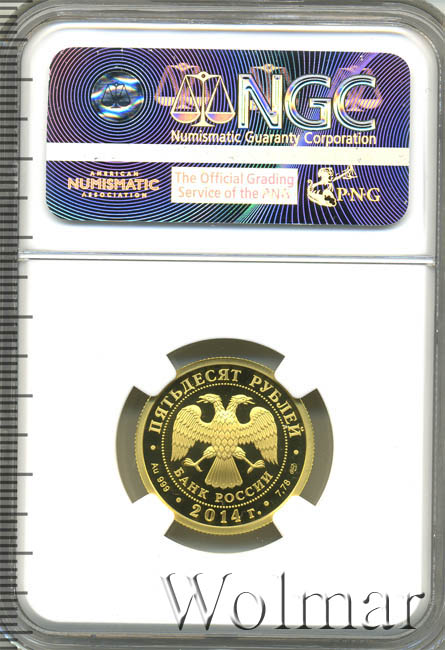 NGC
Numismatic Guaranty Corporation
AMERICAN
NUMISMATIC
ASSOCIATION
The Official Grading
Service of the ANA
PNG
ПЯТЬДЕСЯТ РУБЛЕЙ
БАНК РОССИИ
Au 999
7,78
• 2014 г. •
Wolmar